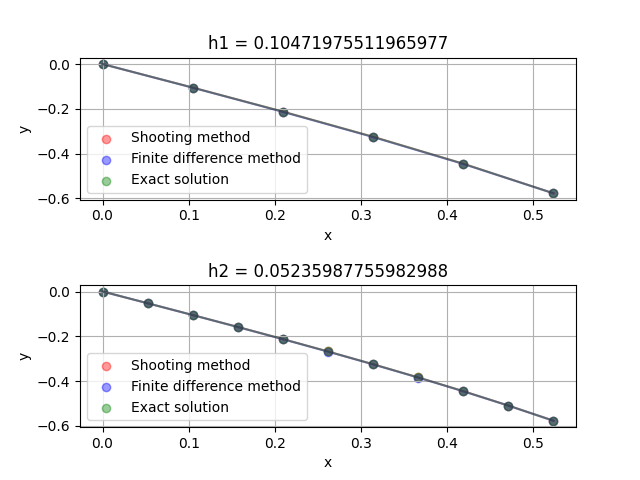 h1 = 0.10471975511965977
0.0
−0.2
−0.4
−0.6
y
Shooting method
Finite difference method
Exact solution
0.0 0.1 0.2 0.3 0.4 0.5
x
h2 = 0.05235987755982988
0.0
−0.2
−0.4
−0.6
y
Shooting method
Finite difference method
Exact solution
0.0 0.1 0.2 0.3 0.4 0.5
x